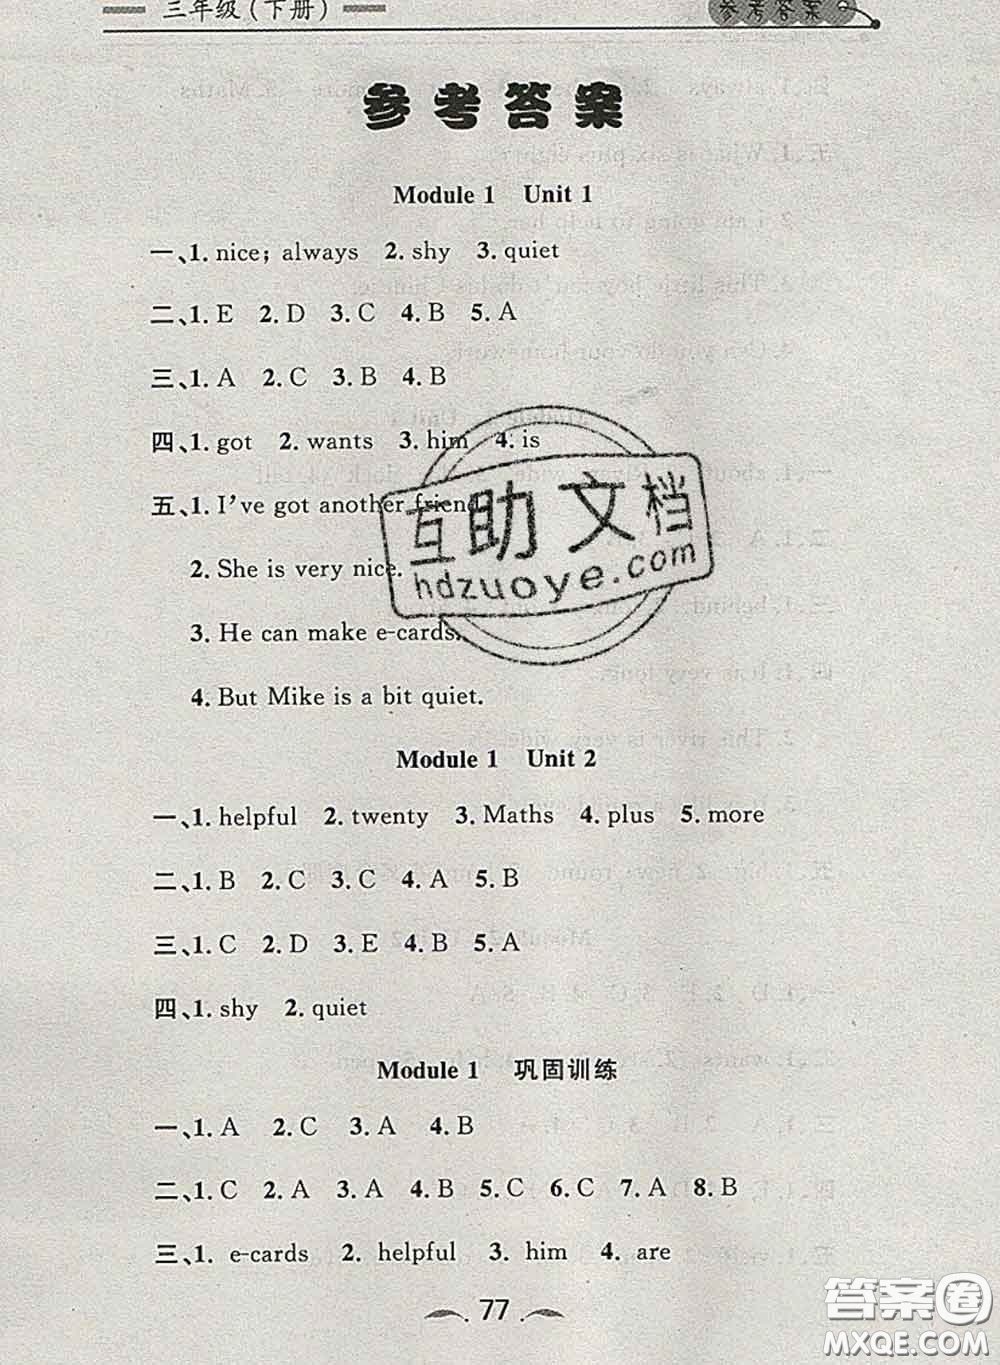 三年级(下册)
参考答案
参考答案
Module 1 Unit 1
一、1. nice; always 2. shy 3. quiet
二、1. E 2. D 3. C 4. B 5. A
三、1. A 2. C 3. B 4. B
四、1. got 2. wants 3. him 4. is
五、1. I've got another friend.
2. She is very nice.
3. He can make e-cards.
4. But Mike is a bit quiet.
互助文档
hdzuoye.com
Module 1 Unit 2
一、1. helpful 2. twenty 3. Maths 4. plus 5. more
二、1. B 2. C 3. C 4. A 5. B
三、1. C 2. D 3. E 4. B 5. A
四、1. shy 2. quiet
Module 1 巩固训练
一、1. A 2. C 3. A 4. B
二、1. C 2. A 3. A 4. B 5. C 6. C 7. A 8. B
三、1. e-cards 2. helpful 3. him 4. are
77
答案圈
MXQE.COM